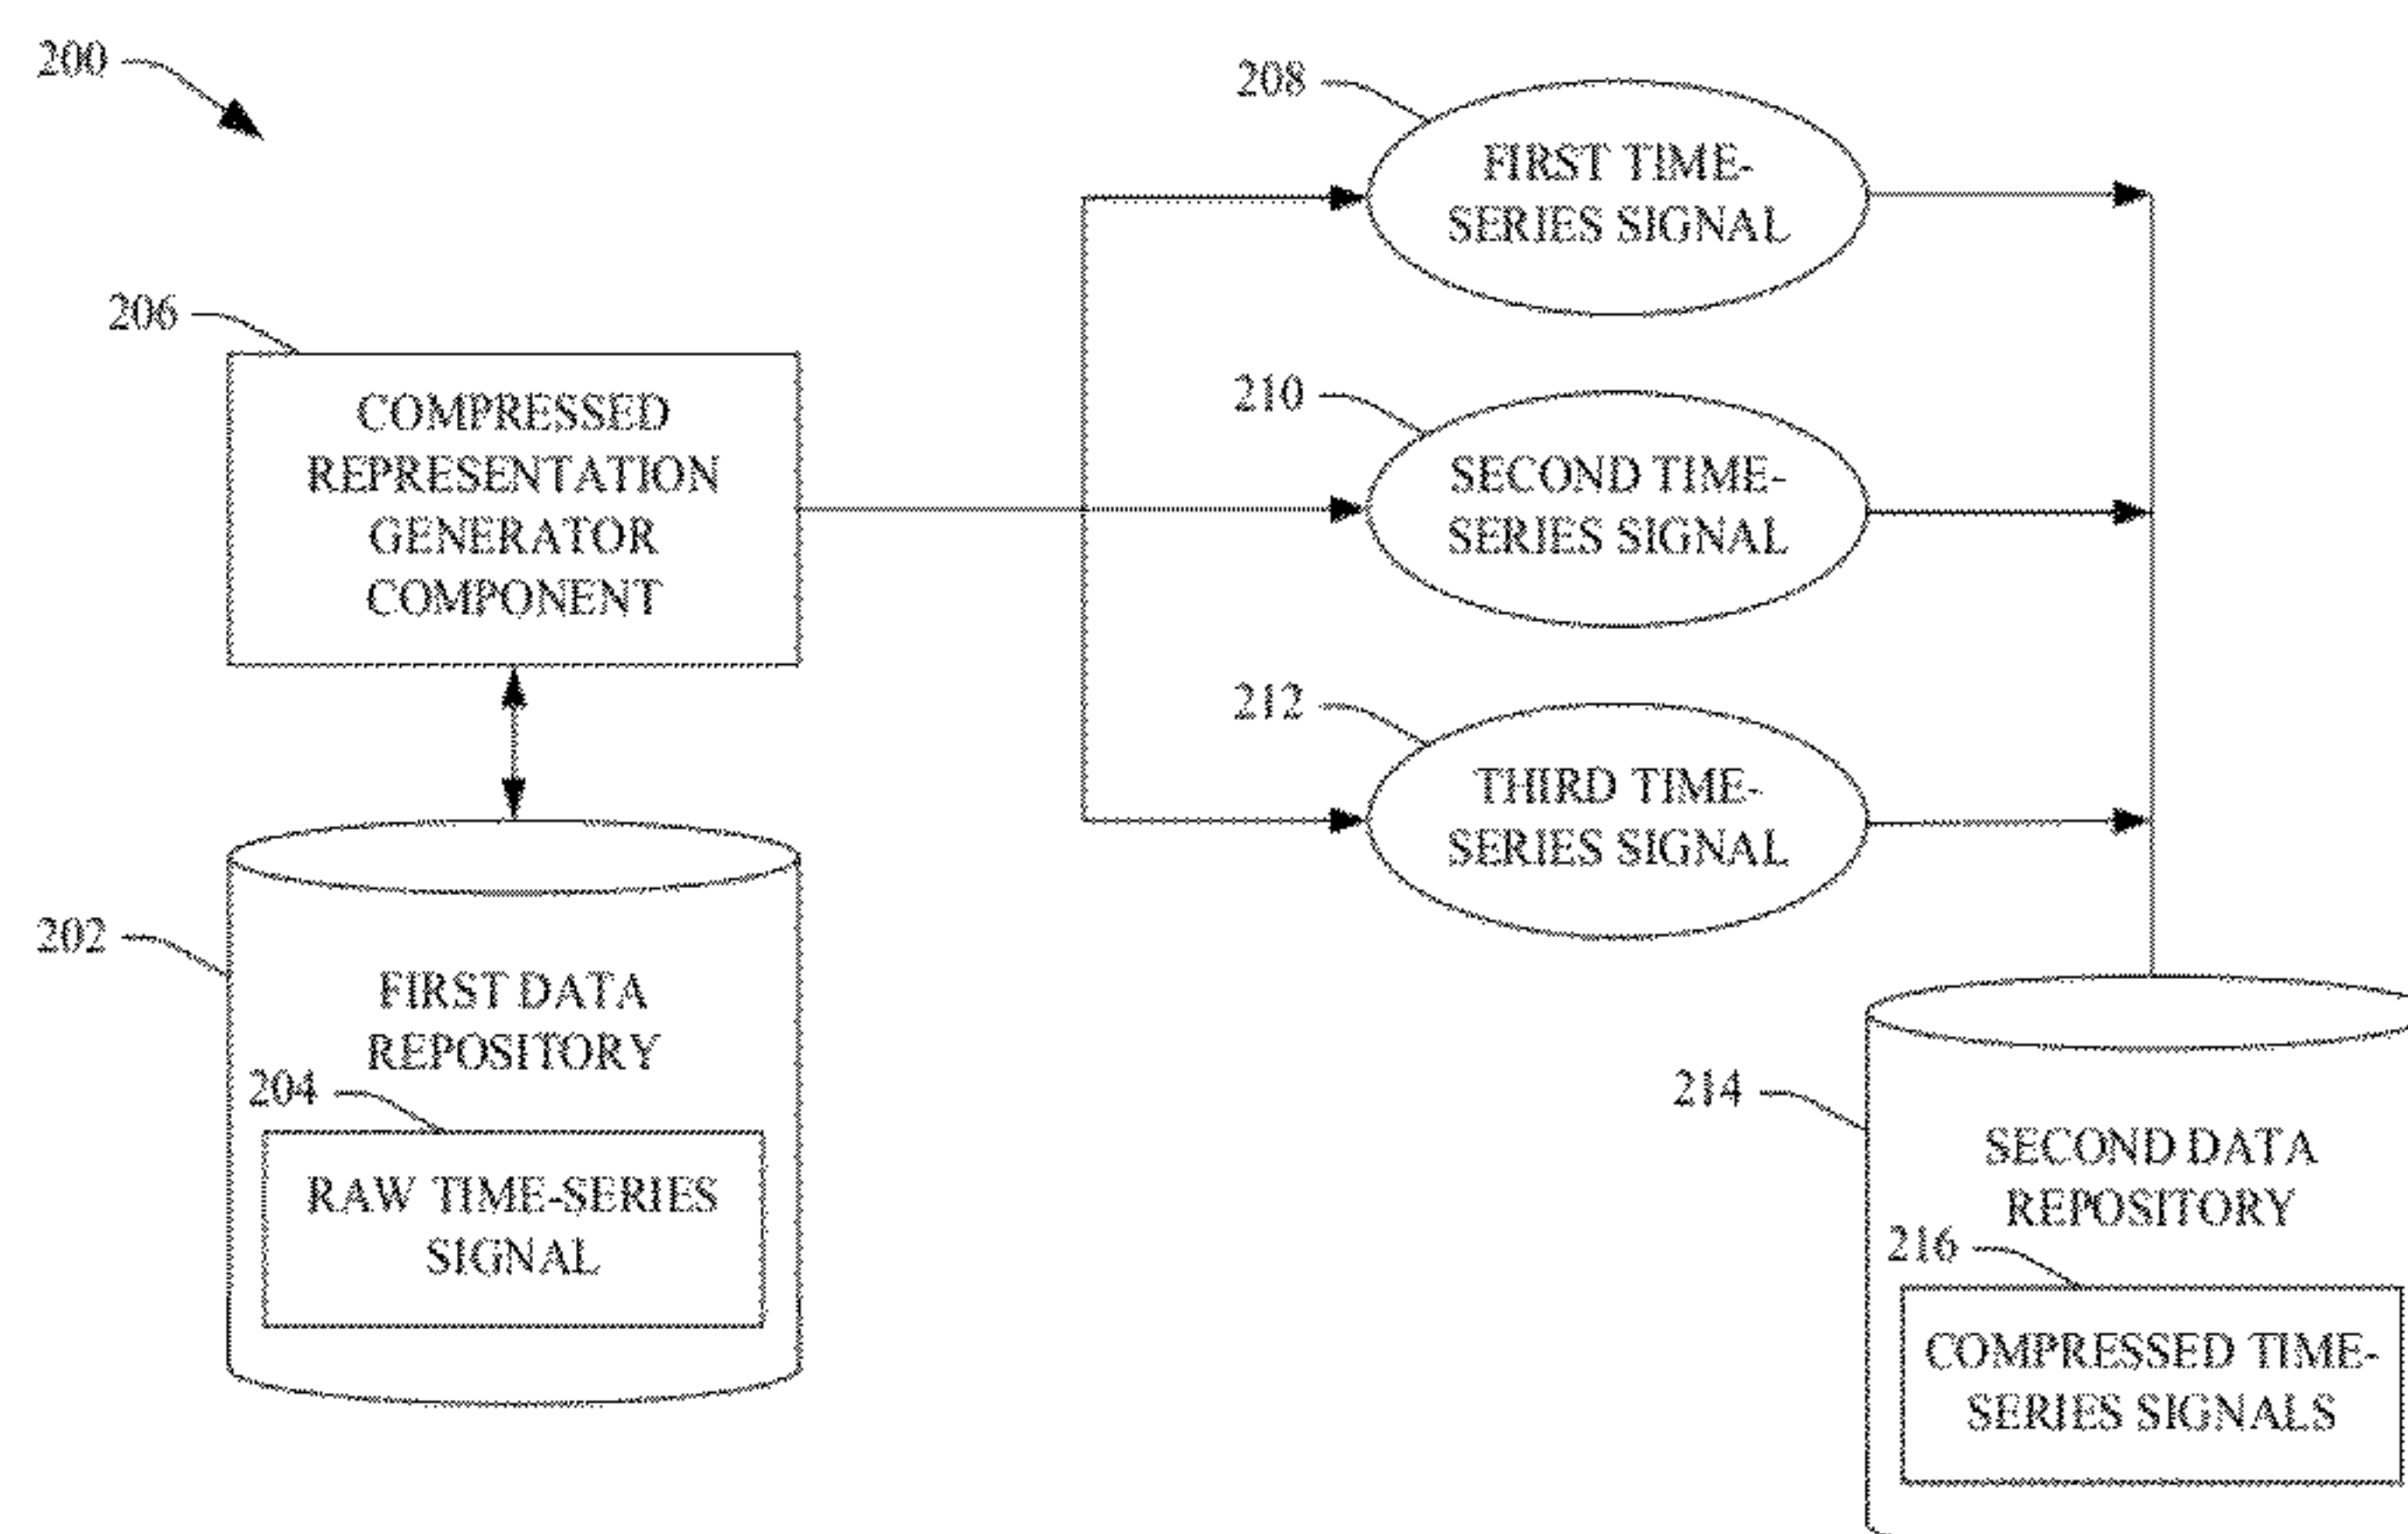 200
206
COMPRESSED
REPRESENTATION
GENERATOR
COMPONENT
202
FIRST DATA
REPOSITORY
204
RAW TIME-SERIES
SIGNAL
208
FIRST TIME-
SERIES SIGNAL
210
SECOND TIME-
SERIES SIGNAL
212
THIRD TIME-
SERIES SIGNAL
214
SECOND DATA
REPOSITORY
216
COMPRESSED TIME-
SERIES SIGNALS